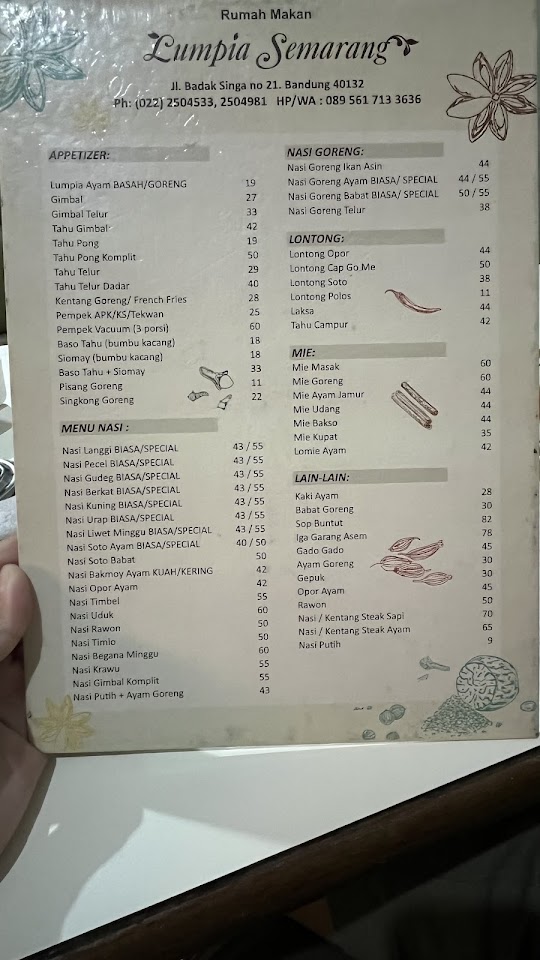 Rumah Makan
Lumpia Semarang
Jl. Badak Singa no 21. Bandung 40132
Ph: (022) 2504533, 2504981 HP/WA : 089 561 713 3636
APPETIZER:
Lumpia Ayam BASAH/GORENG 19
Gimbal 27
Gimbal Telur 33
Tahu Gimbal 42
Tahu Pong 19
Tahu Pong Komplit 50
Tahu Telur 29
Tahu Telur Dadar 40
Kentang Goreng/ French Fries 28
Pempek APK/KS/Tekwan 25
Pempek Vacuum (3 porsi) 60
Baso Tahu (bumbu kacang) 18
Siomay (bumbu kacang) 18
Baso Tahu + Siomay 33
Pisang Goreng 11
Singkong Goreng 22
MENU NASI :
Nasi Langgi BIASA/SPECIAL 43 / 55
Nasi Pecel BIASA/SPECIAL 43 / 55
Nasi Gudeg BIASA/SPECIAL 43 / 55
Nasi Berkat BIASA/SPECIAL 43 / 55
Nasi Kuning BIASA/SPECIAL 43 / 55
Nasi Urap BIASA/SPECIAL 43 / 55
Nasi Liwet Minggu BIASA/SPECIAL 43 / 55
Nasi Soto Ayam BIASA/SPECIAL 40 / 50
Nasi Soto Babat 50
Nasi Bakmoy Ayam KUAH/KERING 42
Nasi Opor Ayam 42
Nasi Timbel 55
Nasi Uduk 60
Nasi Rawon 50
Nasi Timlo 50
Nasi Begana Minggu 60
Nasi Krawu 55
Nasi Gimbal Komplit 55
Nasi Putih + Ayam Goreng 43
NASI GORENG:
Nasi Goreng Ikan Asin 44
Nasi Goreng Ayam BIASA/ SPECIAL 44 / 55
Nasi Goreng Babat BIASA/ SPECIAL 50 / 55
Nasi Goreng Telur 38
LONTONG:
Lontong Opor 44
Lontong Cap Go Me 50
Lontong Soto 38
Lontong Polos 11
Laksa 44
Tahu Campur 42
MIE:
Mie Masak 60
Mie Goreng 60
Mie Ayam Jamur 44
Mie Udang 44
Mie Bakso 44
Mie Kupat 35
Lomie Ayam 42
LAIN-LAIN:
Kaki Ayam 28
Babat Goreng 30
Sop Buntut 82
Iga Garang Asem 78
Gado Gado 45
Ayam Goreng 30
Gepuk 30
Opor Ayam 45
Rawon 50
Nasi / Kentang Steak Sapi 70
Nasi / Kentang Steak Ayam 65
Nasi Putih 9